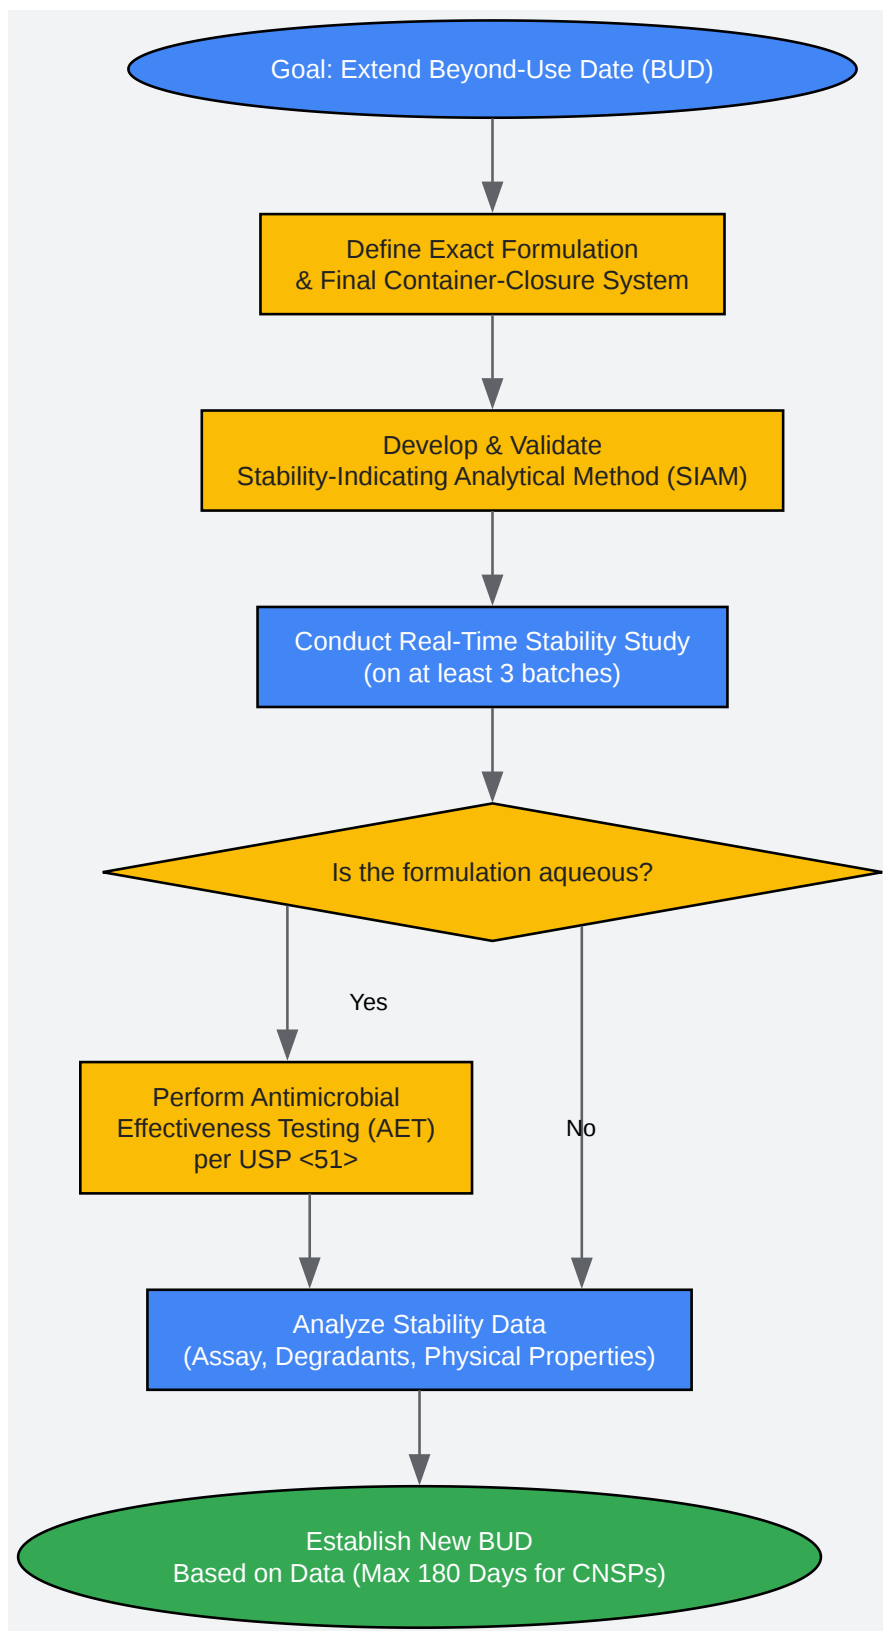 Goal: Extend Beyond-Use Date (BUD)
Define Exact Formulation
& Final Container-Closure System
Develop & Validate
Stability-Indicating Analytical Method (SIAM)
Conduct Real-Time Stability Study
(on at least 3 batches)
Is the formulation aqueous?
Yes
Perform Antimicrobial
Effectiveness Testing (AET)
per USP <51>
No
Analyze Stability Data
(Assay, Degradants, Physical Properties)
Establish New BUD
Based on Data (Max 180 Days for CNSPs)